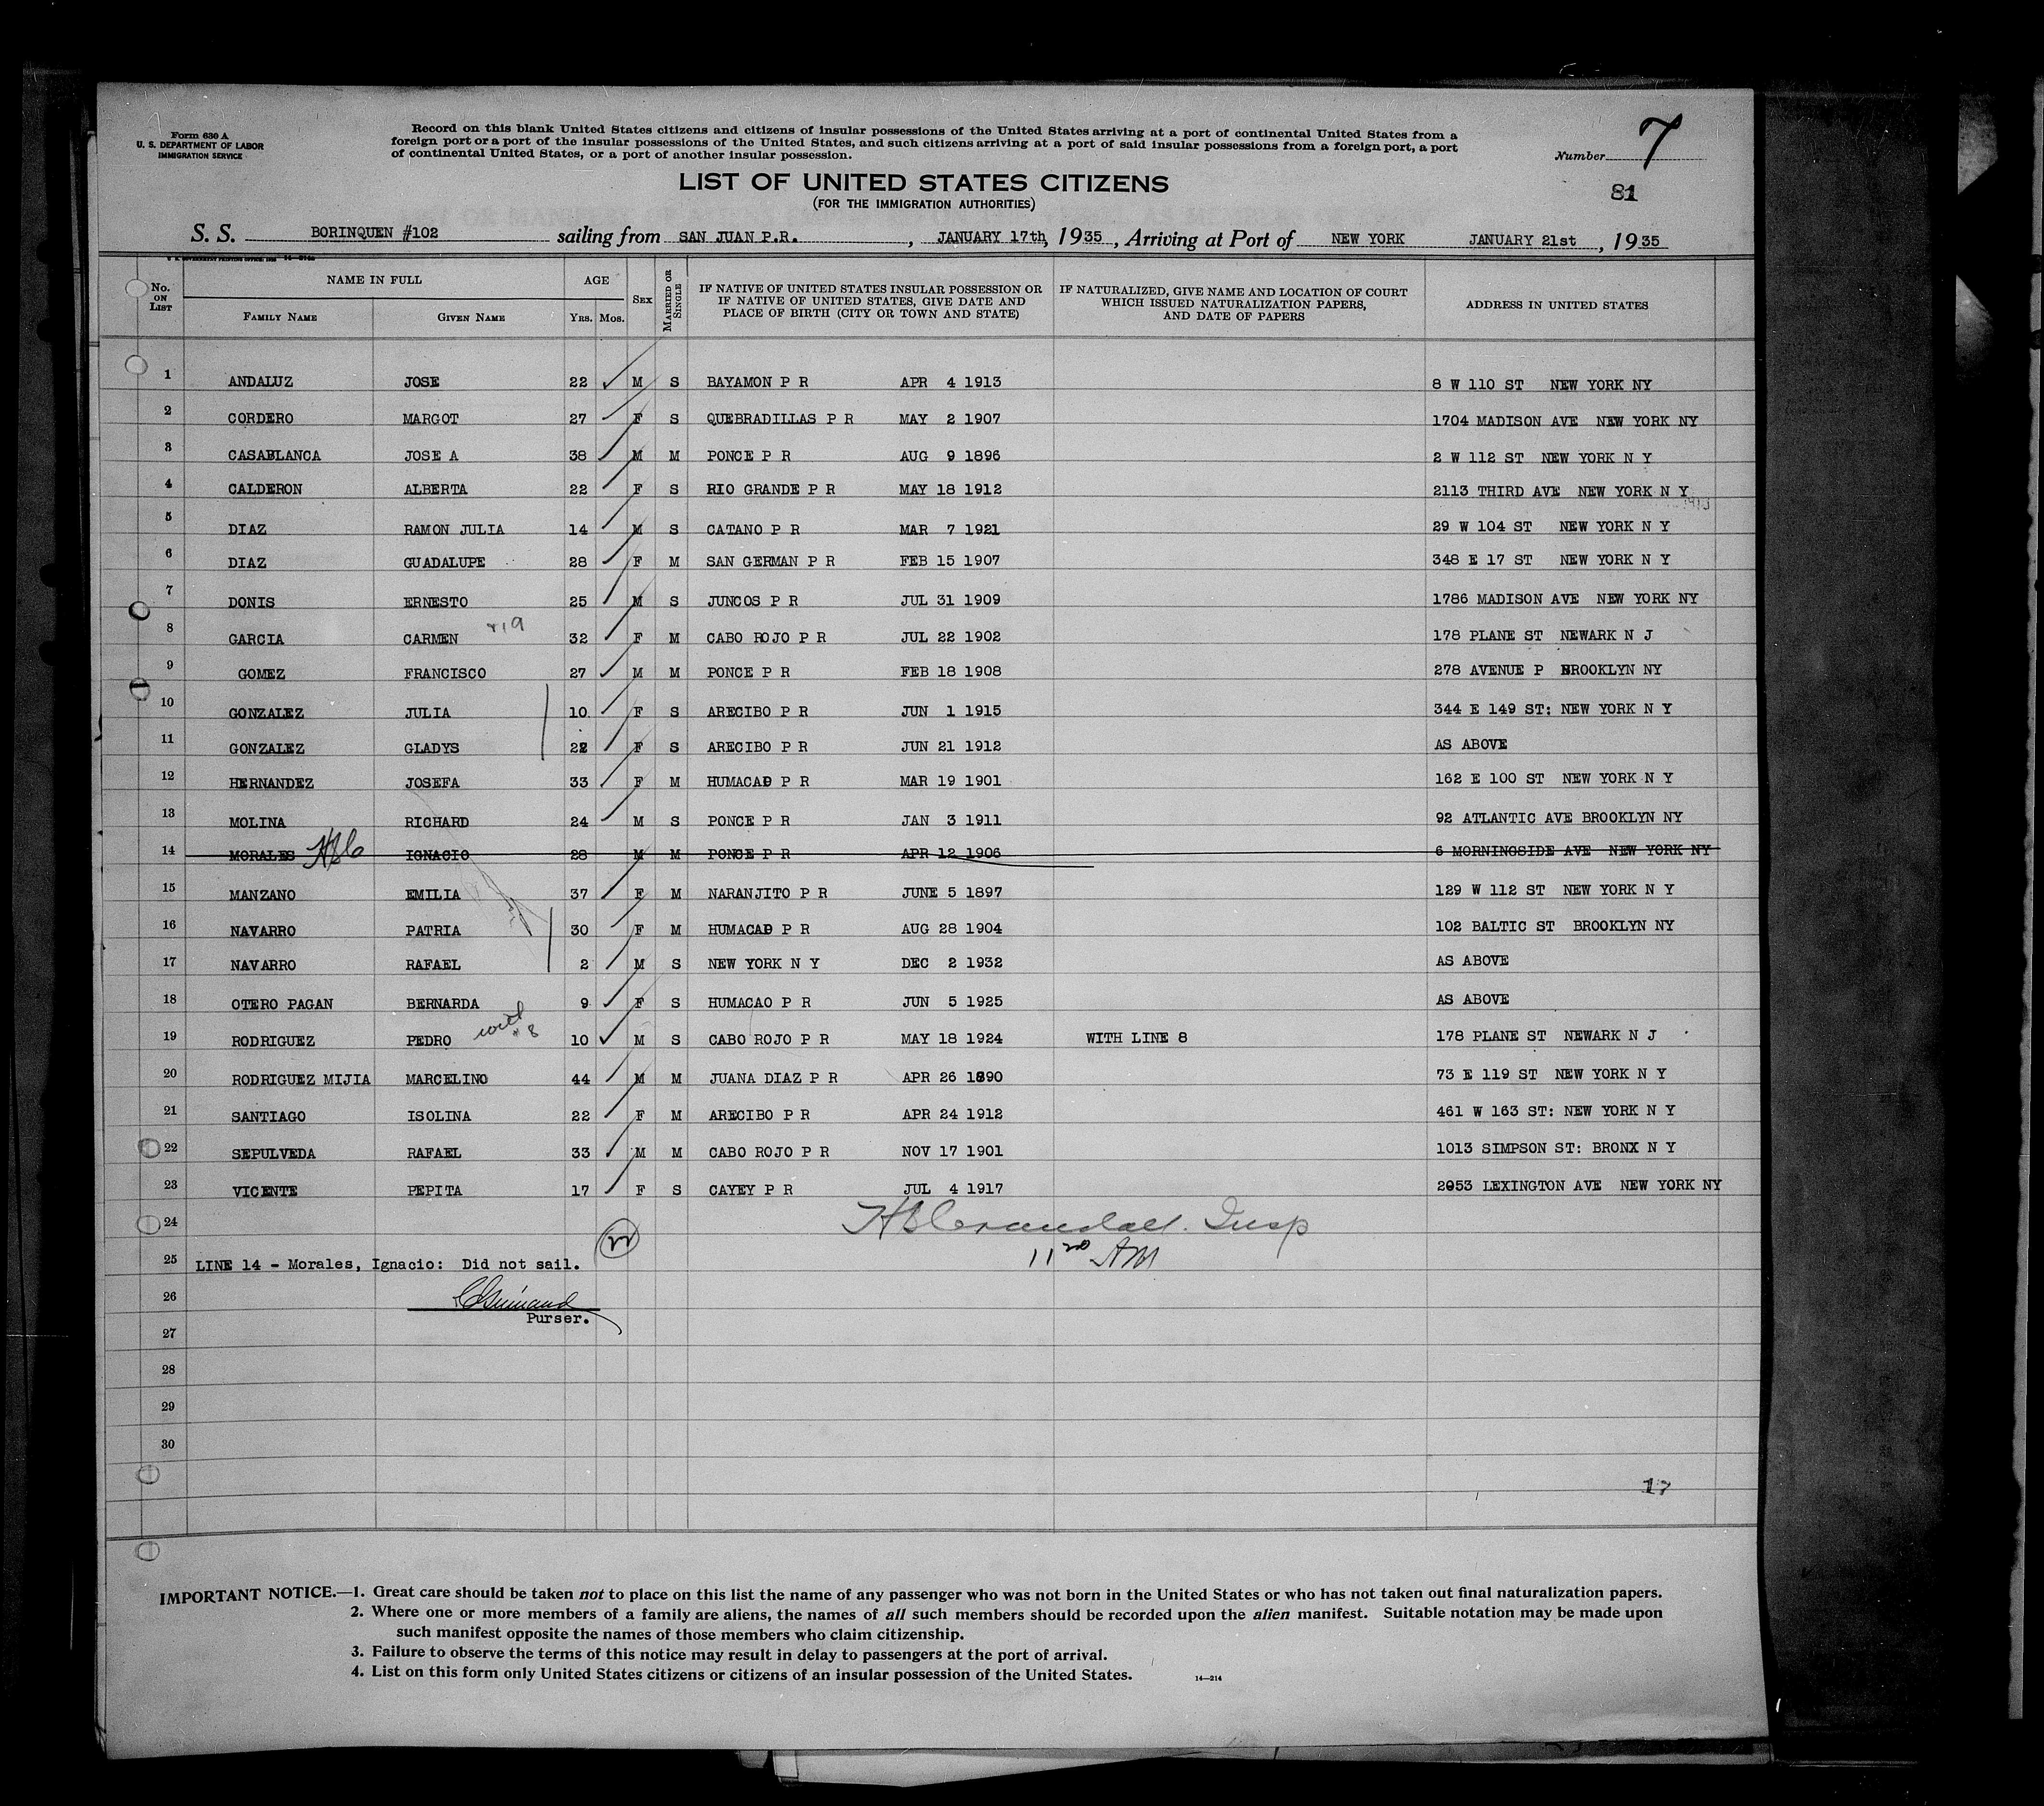 Form 630 A
U. S. DEPARTMENT OF LABOR
IMMIGRATION SERVICE
Record on this blank United States citizens and citizens of insular possessions of the United States arriving at a port of continental United States from a
foreign port or a port of the insular possessions of the United States, and such citizens arriving at a port of said insular possessions from a foreign port, a port
of continental United States, or a port of another insular possession.
Number 7
81
LIST OF UNITED STATES CITIZENS
(FOR THE IMMIGRATION AUTHORITIES)
S. S. BORINQUEN #102 sailing from SAN JUAN P.R. , JANUARY 17th, 1935, Arriving at Port of NEW YORK JANUARY 21st , 1935
No. ON LIST
NAME IN FULL
FAMILY NAME GIVEN NAME
AGE
YRS. MOS.
SEX
MARRIED OR SINGLE
IF NATIVE OF UNITED STATES INSULAR POSSESSION OR
IF NATIVE OF UNITED STATES, GIVE DATE AND
PLACE OF BIRTH (CITY OR TOWN AND STATE)
IF NATURALIZED, GIVE NAME AND LOCATION OF COURT
WHICH ISSUED NATURALIZATION PAPERS,
AND DATE OF PAPERS
ADDRESS IN UNITED STATES
1 ANDALUZ JOSE 22 M S BAYAMON P R APR 4 1913 8 W 110 ST NEW YORK NY
2 CORDERO MARGOT 27 F S QUEBRADILLAS P R MAY 2 1907 1704 MADISON AVE NEW YORK NY
3 CASABLANCA JOSE A 38 M M PONCE P R AUG 9 1896 2 W 112 ST NEW YORK N Y
4 CALDERON ALBERTA 22 F S RIO GRANDE P R MAY 18 1912 2113 THIRD AVE NEW YORK N Y
5 DIAZ RAMON JULIA 14 M S CATANO P R MAR 7 1921 29 W 104 ST NEW YORK N Y
6 DIAZ GUADALUPE 28 F M SAN GERMAN P R FEB 15 1907 348 E 17 ST NEW YORK N Y
7 DONIS ERNESTO 25 M S JUNCOS P R JUL 31 1909 1786 MADISON AVE NEW YORK NY
8 GARCIA CARMEN 32 F M CABO ROJO P R JUL 22 1902 178 PLANE ST NEWARK N J
9 GOMEZ FRANCISCO 27 M M PONCE P R FEB 18 1908 278 AVENUE P BROOKLYN NY
10 GONZALEZ JULIA 10 F S ARECIBO P R JUN 1 1915 344 E 149 ST: NEW YORK N Y
11 GONZALEZ GLADYS 22 F S ARECIBO P R JUN 21 1912 AS ABOVE
12 HERNANDEZ JOSEFA 33 F M HUMACAO P R MAR 19 1901 162 E 100 ST NEW YORK N Y
13 MOLINA RICHARD 24 M S PONCE P R JAN 3 1911 92 ATLANTIC AVE BROOKLYN NY
14 MORALES IGNACIO 28 M M PONCE P R APR 12 1906 6 MORNINGSIDE AVE NEW YORK NY
15 MANZANO EMILIA 37 F M NARANJITO P R JUNE 5 1897 129 W 112 ST NEW YORK N Y
16 NAVARRO PATRIA 30 F M HUMACAO P R AUG 28 1904 102 BALTIC ST BROOKLYN NY
17 NAVARRO RAFAEL 2 M S NEW YORK N Y DEC 2 1932 AS ABOVE
18 OTERO PAGAN BERNARDA 9 F S HUMACAO P R JUN 5 1925 AS ABOVE
19 RODRIGUEZ PEDRO with # 8 10 M S CABO ROJO P R MAY 18 1924 WITH LINE 8 178 PLANE ST NEWARK N J
20 RODRIGUEZ MIJIA MARCELINO 44 M M JUANA DIAZ P R APR 26 1890 73 E 119 ST NEW YORK N Y
21 SANTIAGO ISOLINA 22 F M ARECIBO P R APR 24 1912 461 W 163 ST: NEW YORK N Y
22 SEPULVEDA RAFAEL 33 M M CABO ROJO P R NOV 17 1901 1013 SIMPSON ST: BRONX N Y
23 VICENTE PEPITA 17 F S CAYEY P R JUL 4 1917 2053 LEXINGTON AVE NEW YORK NY
24 HB Crandall. Insp
22 11 20 AM
25 LINE 14 - Morales, Ignacio: Did not sail.
26
Purser.
27
28
29
30
17
IMPORTANT NOTICE.—1. Great care should be taken not to place on this list the name of any passenger who was not born in the United States or who has not taken out final naturalization papers.
2. Where one or more members of a family are aliens, the names of all such members should be recorded upon the alien manifest. Suitable notation may be made upon
such manifest opposite the names of those members who claim citizenship.
3. Failure to observe the terms of this notice may result in delay to passengers at the port of arrival.
4. List on this form only United States citizens or citizens of an insular possession of the United States.
14—214